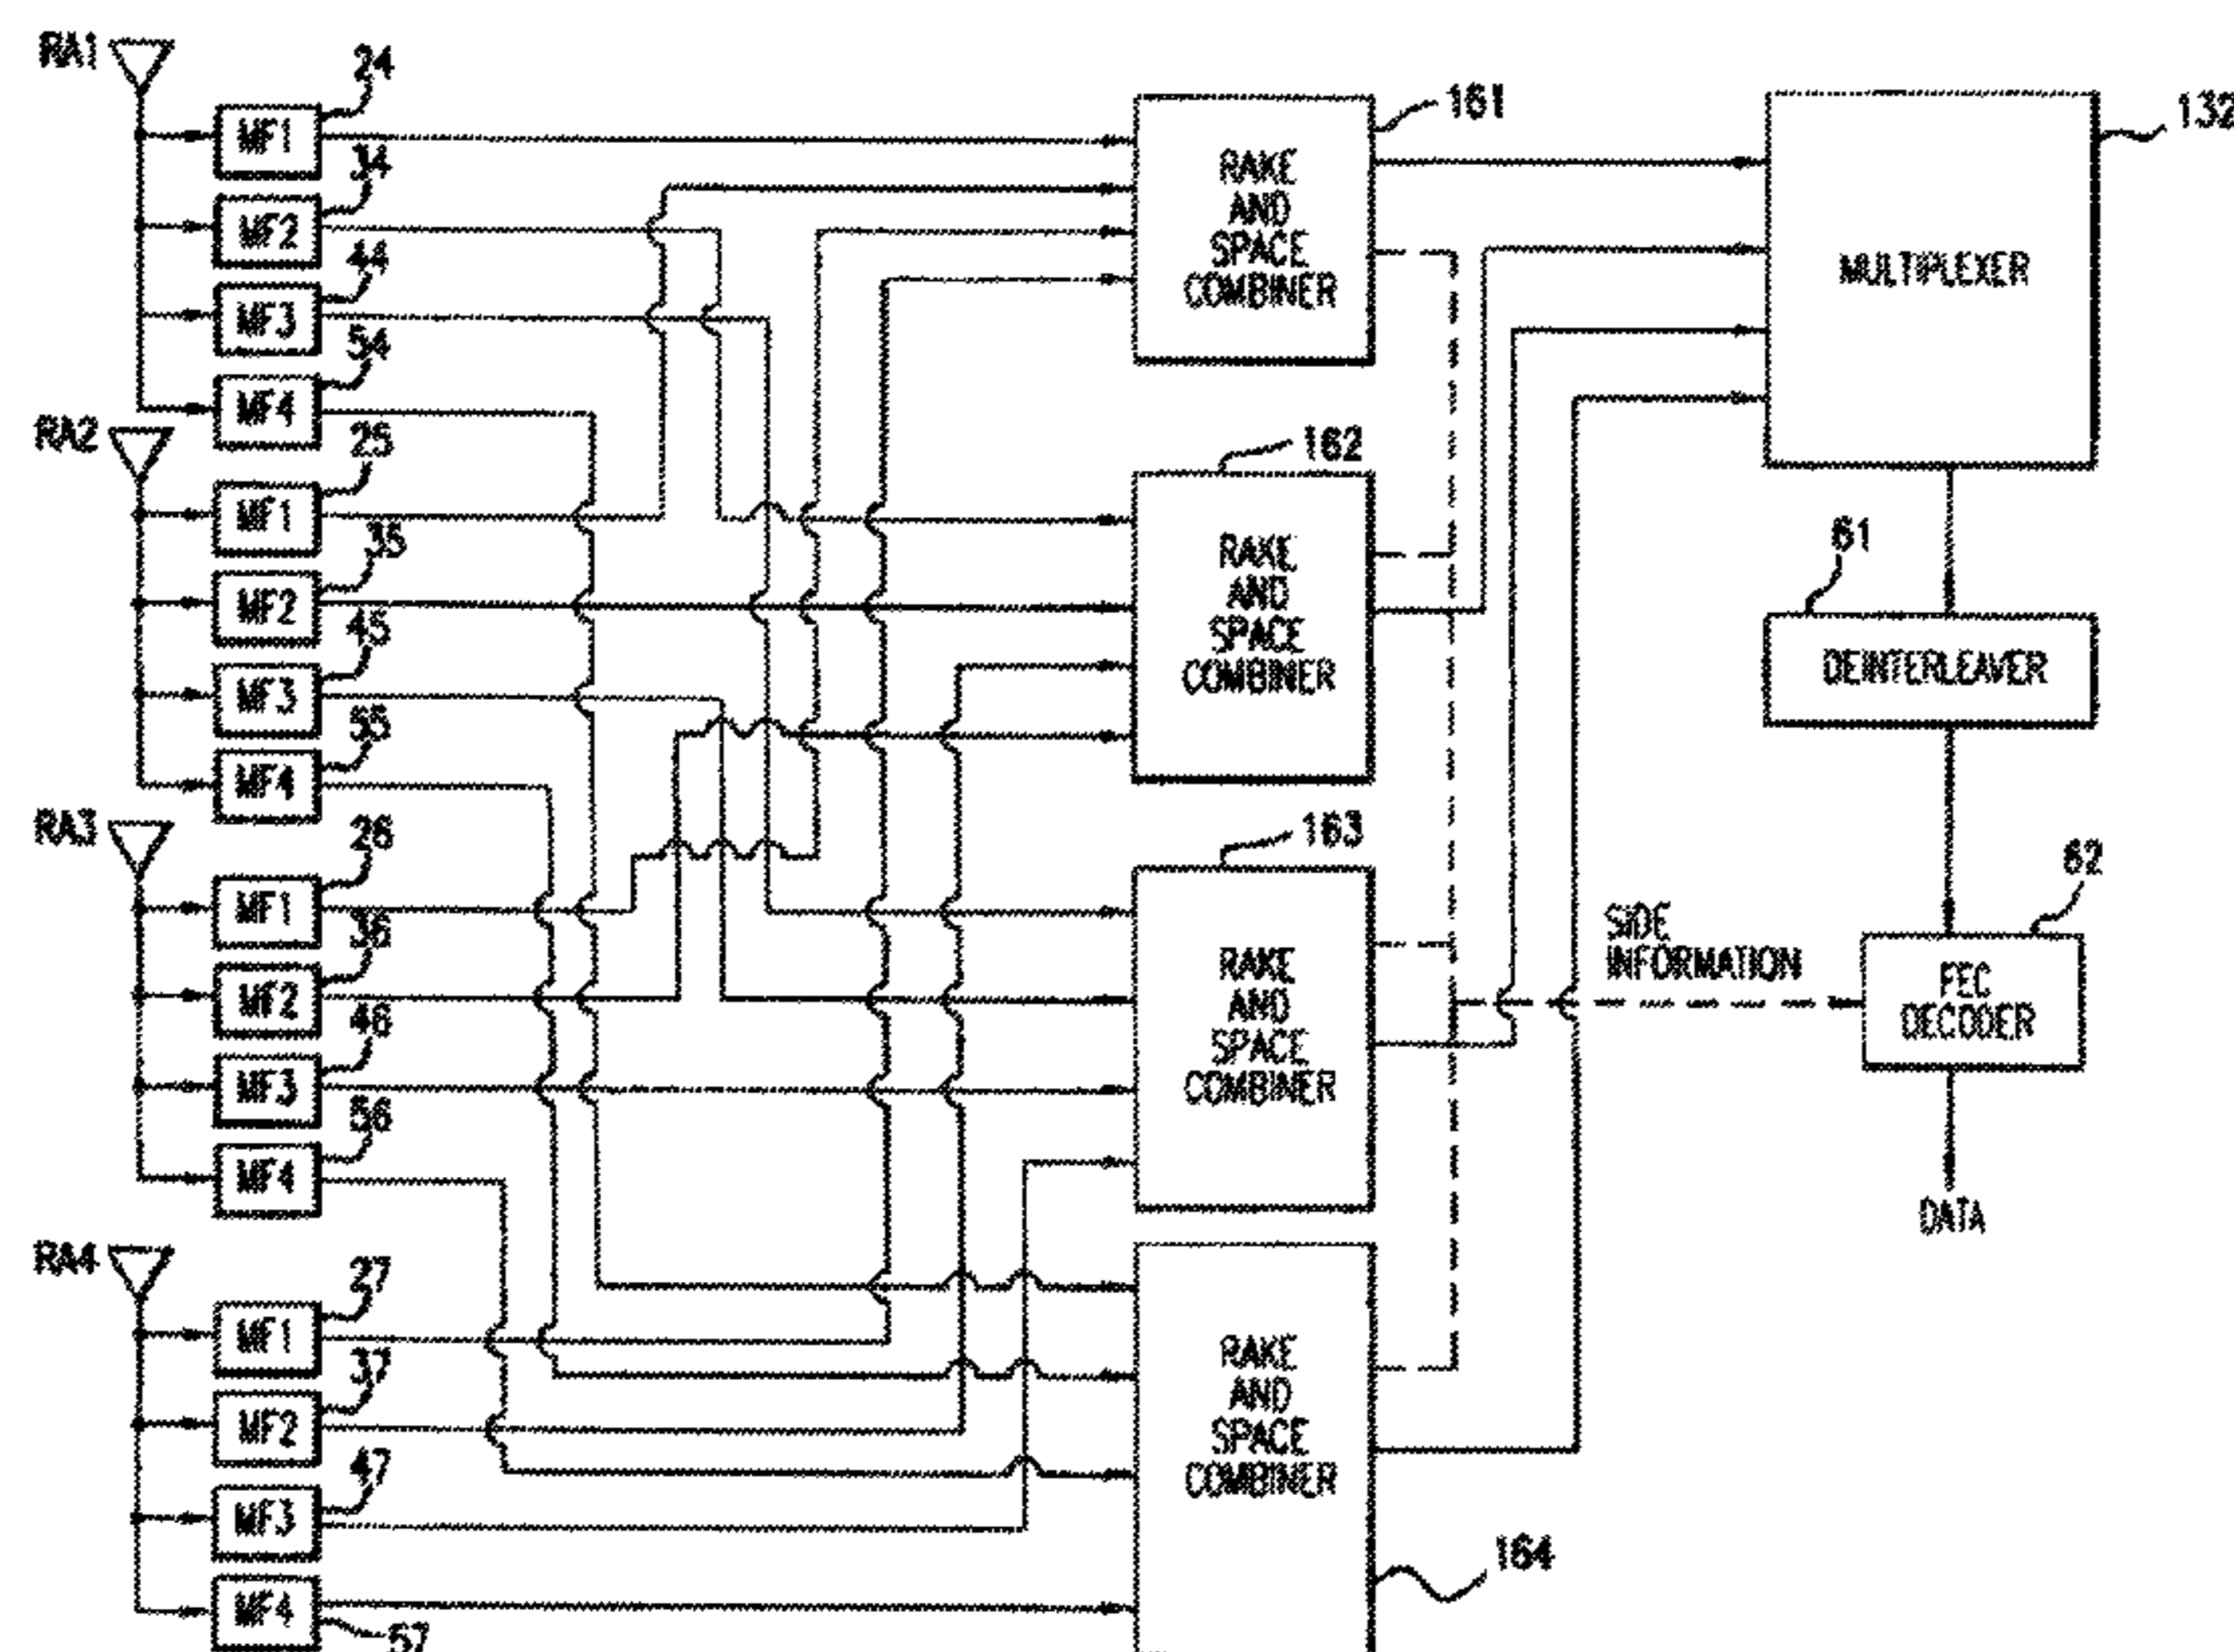 RA1
24
MF1
34
MF2
44
MF3
54
MF4
RA2
25
MF1
35
MF2
45
MF3
55
MF4
RA3
26
MF1
36
MF2
46
MF3
56
MF4
RA4
27
MF1
37
MF2
47
MF3
MF4
57
161
RAKE
AND
SPACE
COMBINER
162
RAKE
AND
SPACE
COMBINER
163
RAKE
AND
SPACE
COMBINER
RAKE
AND
SPACE
COMBINER
164
132
MULTIPLEXER
61
DEINTERLEAVER
62
SIDE
INFORMATION
FEC
DECODER
DATA